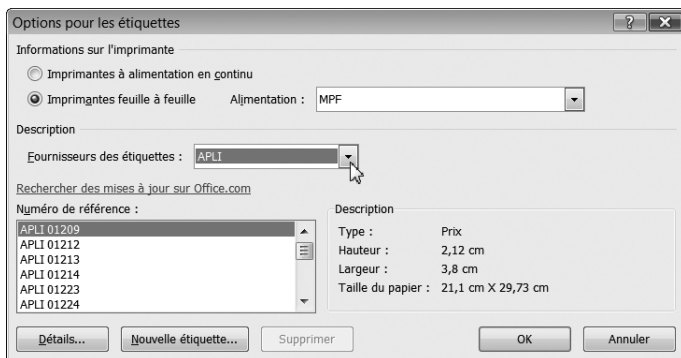 Options pour les étiquettes
Informations sur l'imprimante
Imprimantes à alimentation en continu
Imprimantes feuille à feuille Alimentation : MPF
Description
Fournisseurs des étiquettes : APLI
Rechercher des mises à jour sur Office.com
Numéro de référence :
APLI 01209
APLI 01212
APLI 01213
APLI 01214
APLI 01223
APLI 01224
Description
Type : Prix
Hauteur : 2,12 cm
Largeur : 3,8 cm
Taille du papier : 21,1 cm X 29,73 cm
Détails... Nouvelle étiquette... Supprimer OK Annuler